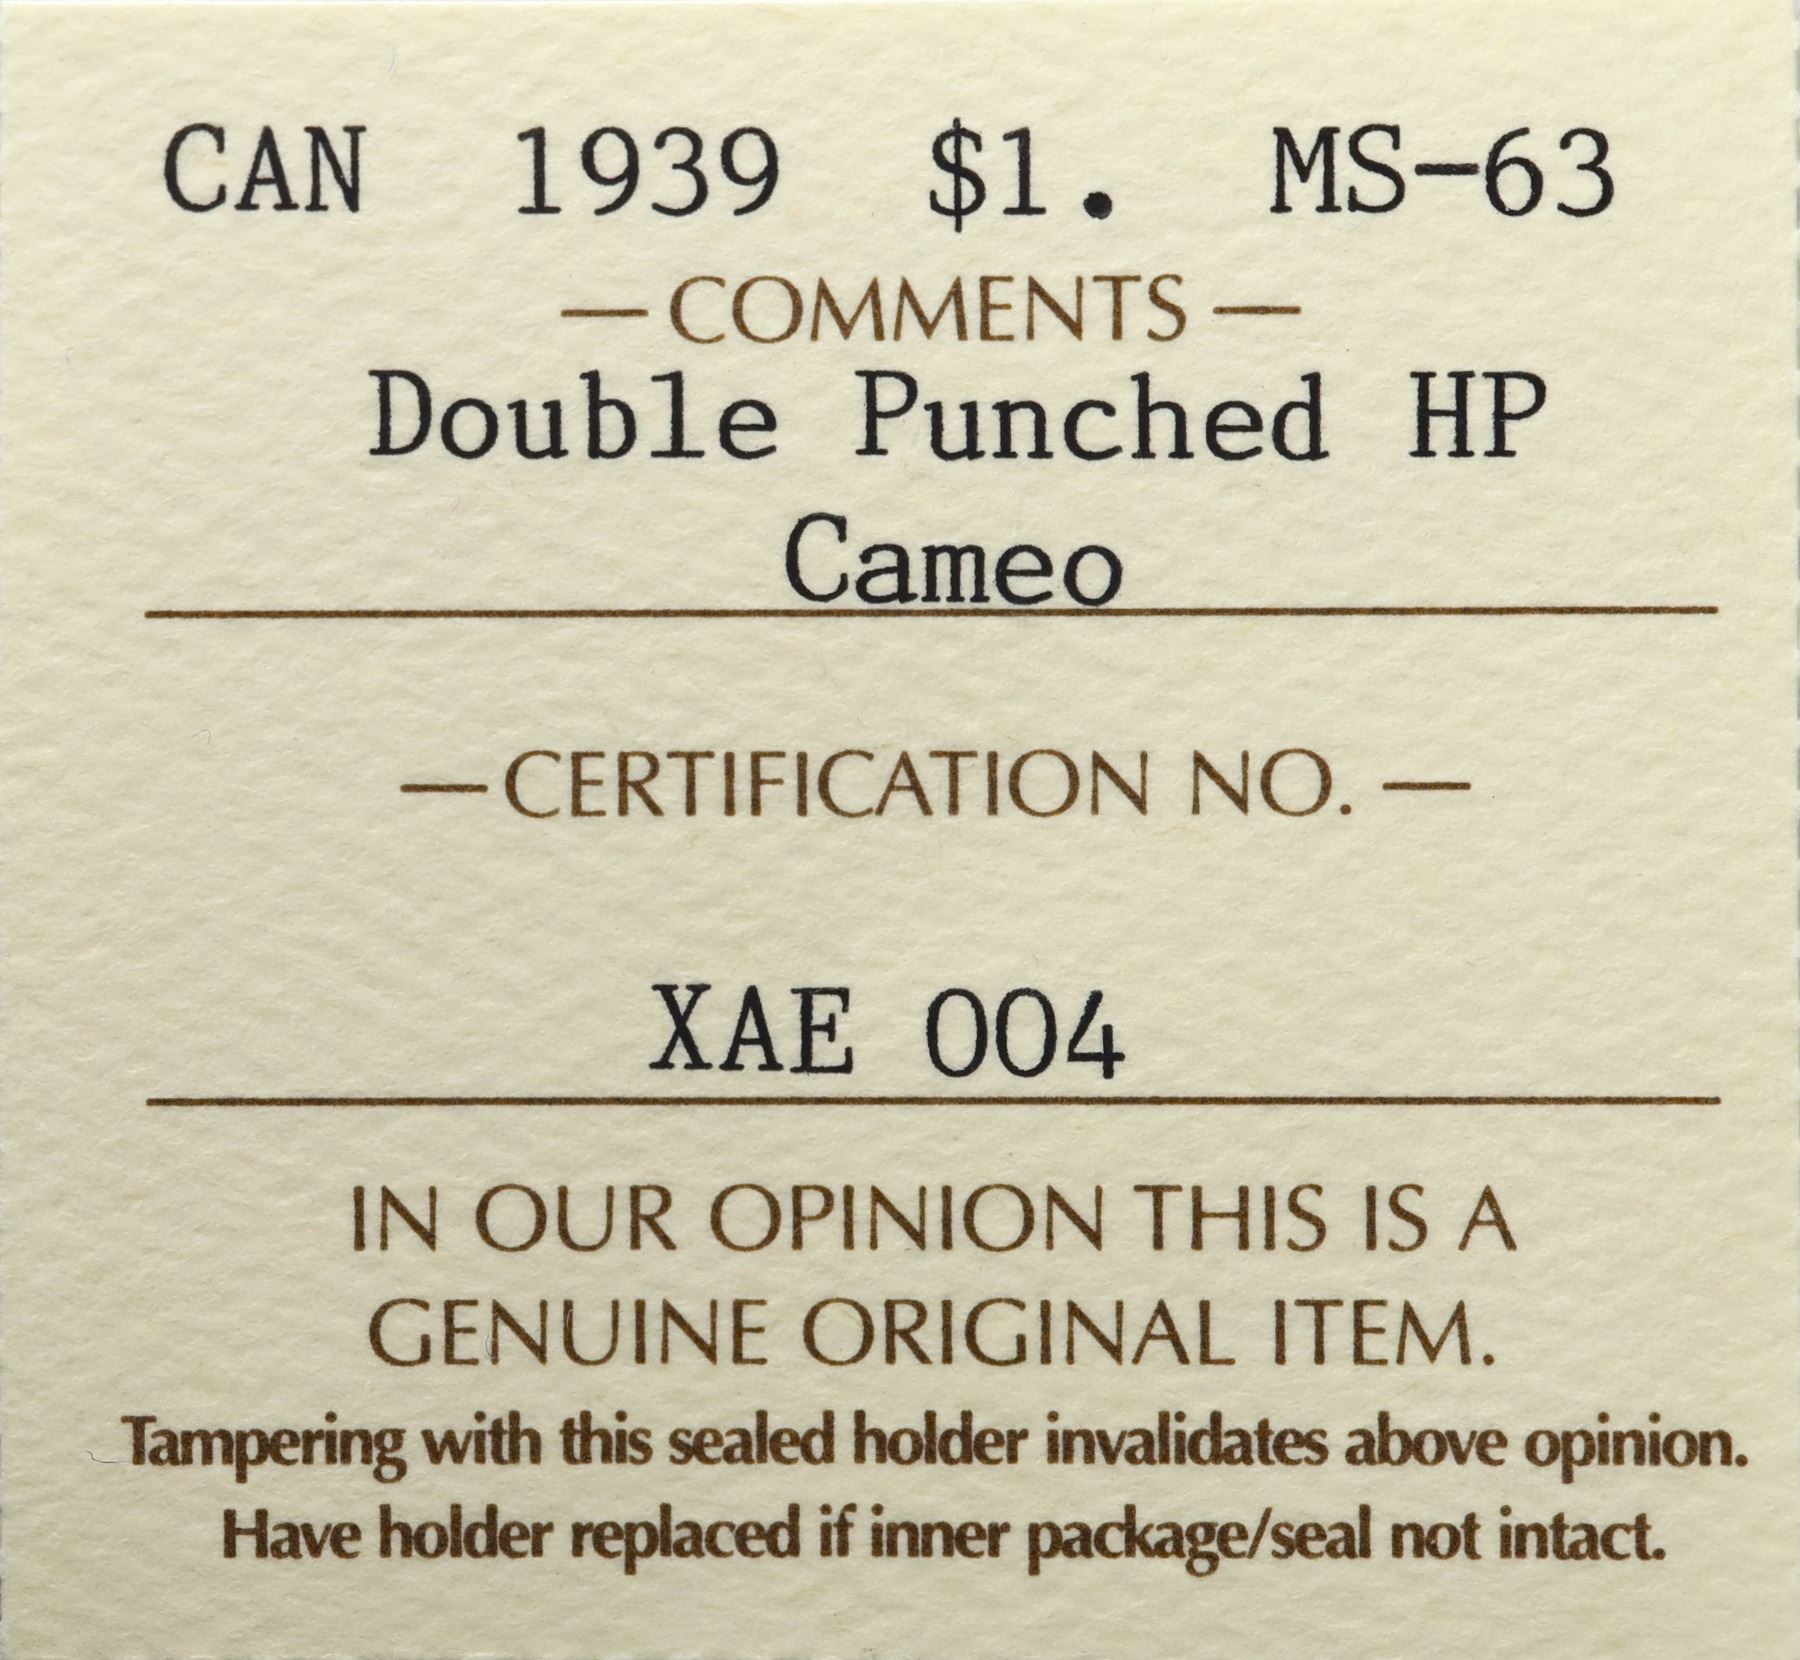 CAN 1939 $1. MS-63
— COMMENTS —
Double Punched HP
Cameo
— CERTIFICATION NO. —
XAE 004
IN OUR OPINION THIS IS A
GENUINE ORIGINAL ITEM.
Tampering with this sealed holder invalidates above opinion.
Have holder replaced if inner package/seal not intact.